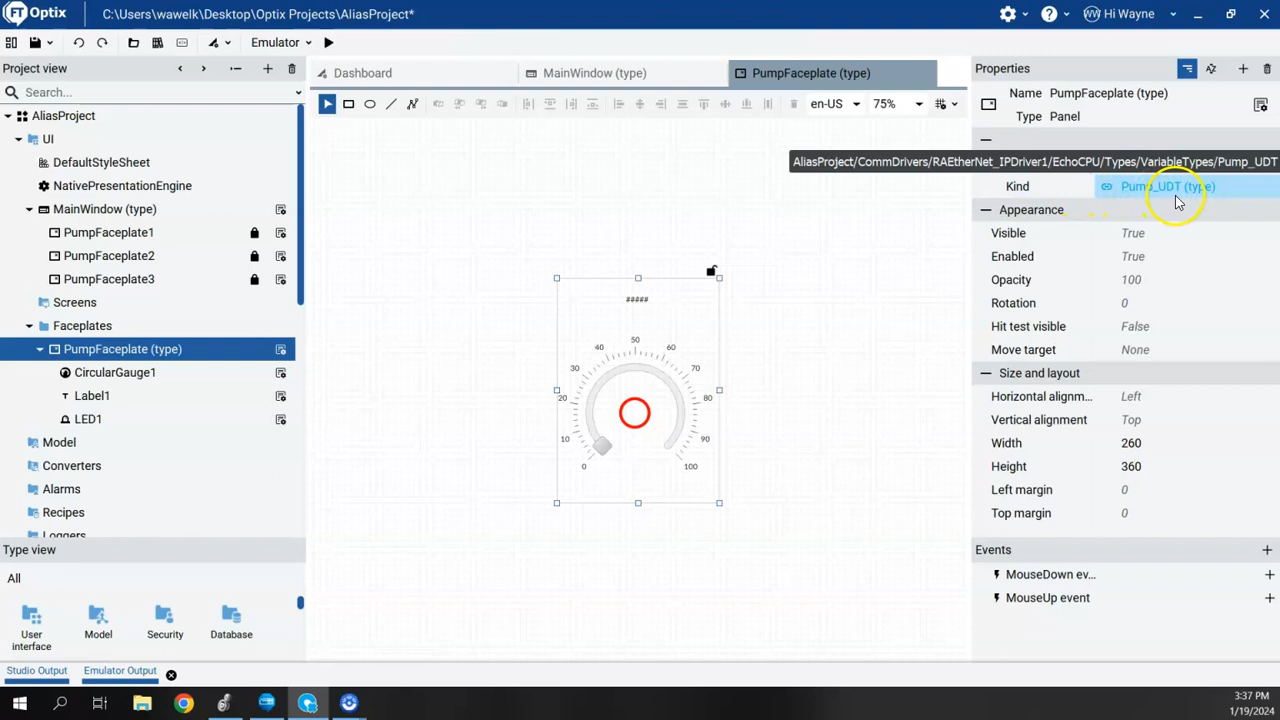 FT Optix
C:\Users\wawelk\Desktop\Optix Projects\AliasProject*
WW Hi Wayne
Emulator
Project view
Search...
AliasProject
UI
DefaultStyleSheet
NativePresentationEngine
MainWindow (type)
PumpFaceplate1
PumpFaceplate2
PumpFaceplate3
Screens
Faceplates
PumpFaceplate (type)
CircularGauge1
Label1
LED1
Model
Converters
Alarms
Recipes
Loggers
Type view
All
User interface
Model
Security
Database
Studio Output
Emulator Output
Dashboard
MainWindow (type)
PumpFaceplate (type)
en-US
75%
#####
0
10
20
30
40
50
60
70
80
90
100
Properties
Name PumpFaceplate (type)
Type Panel
AliasProject/CommDrivers/RAEtherNet_IPDriver1/EchoCPU/Types/VariableTypes/Pump_UDT
Kind Pump_UDT (type)
Appearance
Visible True
Enabled True
Opacity 100
Rotation 0
Hit test visible False
Move target None
Size and layout
Horizontal alignm... Left
Vertical alignment Top
Width 260
Height 360
Left margin 0
Top margin 0
Events
MouseDown ev...
MouseUp event
3:37 PM
1/19/2024